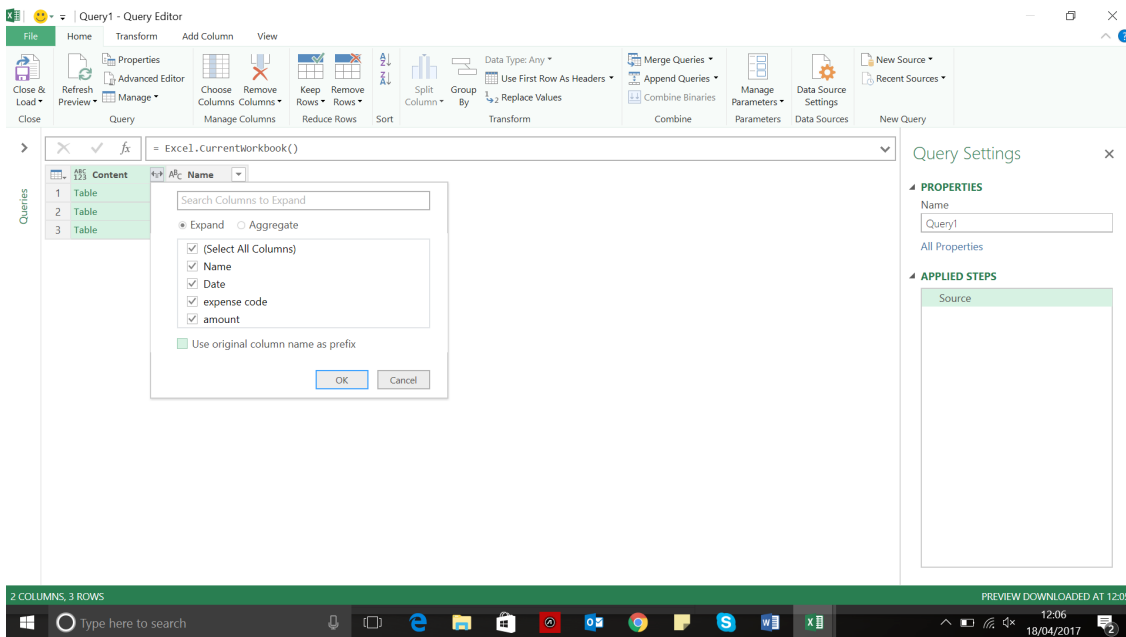 Query1 - Query Editor
File Home Transform Add Column View
Close & Load
Refresh Preview
Properties
Advanced Editor
Manage
Choose Columns
Remove Columns
Keep Rows
Remove Rows
Split Column
Group By
Data Type: Any
Use First Row As Headers
Replace Values
Merge Queries
Append Queries
Combine Binaries
Manage Parameters
Data Source Settings
New Source
Recent Sources
Close Query Manage Columns Reduce Rows Sort Transform Combine Parameters Data Sources New Query
fx = Excel.CurrentWorkbook()
Queries
ABC 123 Content ABC Name
1 Table
2 Table
3 Table
Search Columns to Expand
Expand Aggregate
(Select All Columns)
Name
Date
expense code
amount
Use original column name as prefix
OK Cancel
Query Settings
PROPERTIES
Name
Query1
All Properties
APPLIED STEPS
Source
2 COLUMNS, 3 ROWS PREVIEW DOWNLOADED AT 12:05
Type here to search
12:06
18/04/2017
2